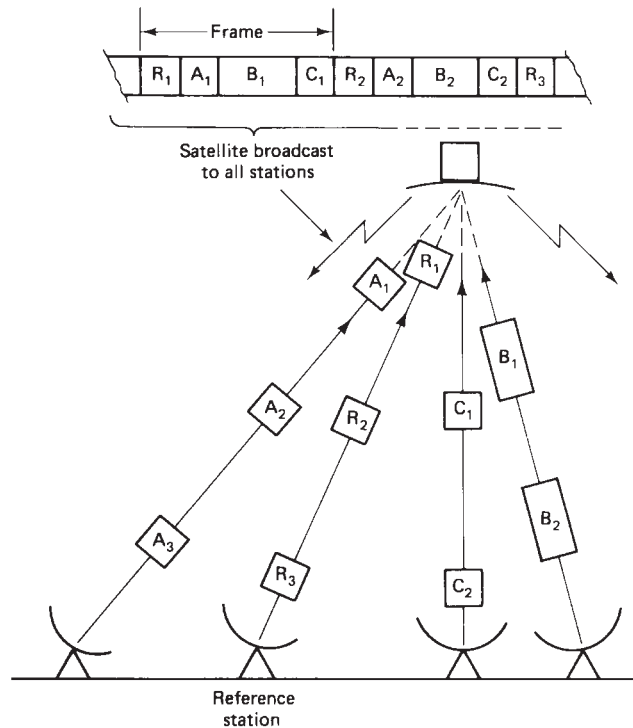 Frame
R₁ A₁ B₁ C₁ R₂ A₂ B₂ C₂ R₃
Satellite broadcast
to all stations
R₁
A₁
B₁
A₂
R₂
C₁
B₂
A₃
R₃
C₂
Reference
station